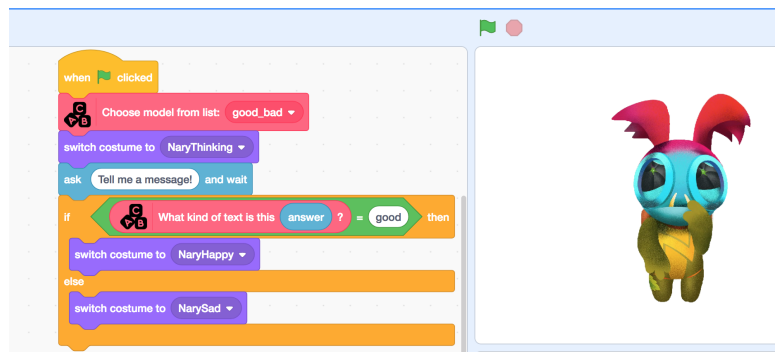 when clicked
A C B Choose model from list: good_bad
switch costume to NaryThinking
ask Tell me a message! and wait
if A C B What kind of text is this answer ? = good then
switch costume to NaryHappy
else
switch costume to NarySad